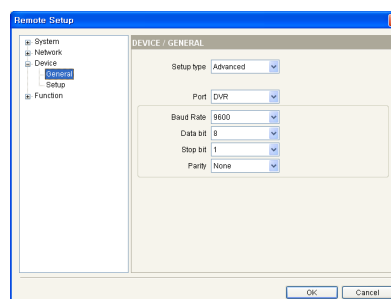 Remote Setup
System
Network
Device
General
Setup
Function
DEVICE / GENERAL
Setup type Advanced
Port DVR
Baud Rate 9600
Data bit 8
Stop bit 1
Parity None
OK Cancel